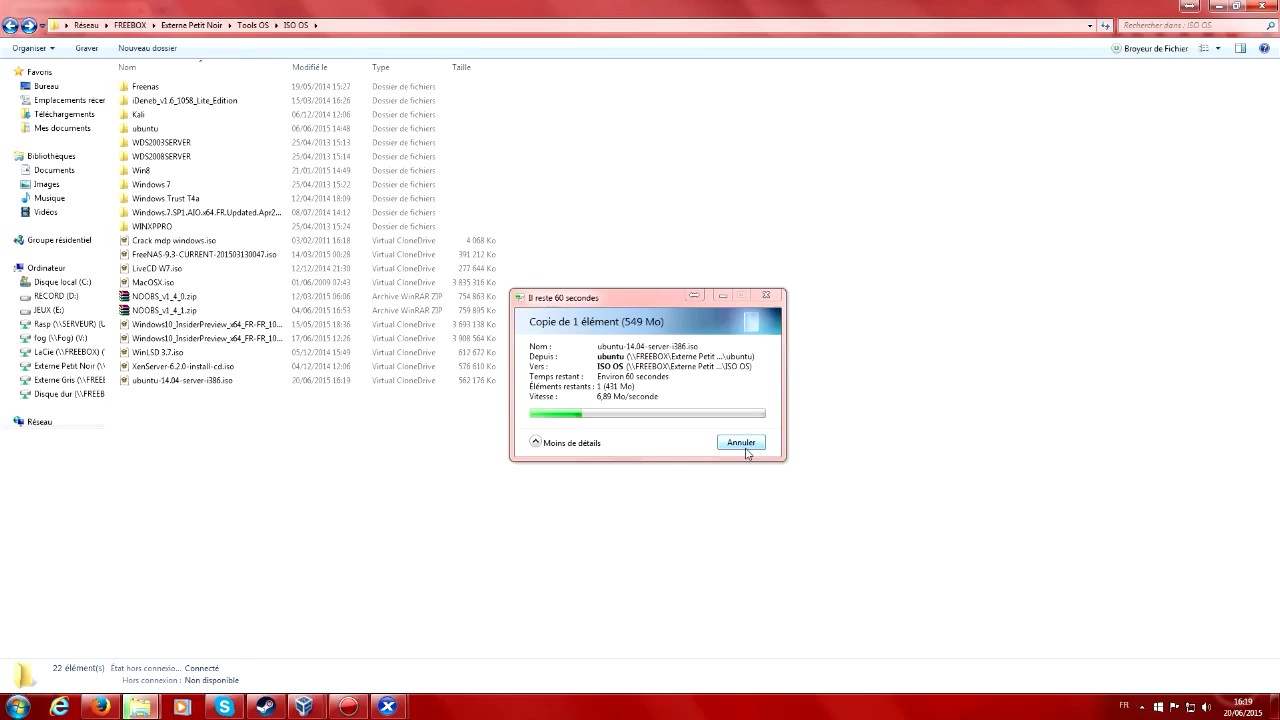 Réseau FREEBOX Externe Petit Noir Tools OS ISO OS
Rechercher dans : ISO OS
Organiser Graver Nouveau dossier Broyeur de Fichier
Nom Modifié le Type Taille
Favoris
Bureau
Emplacements récer
Téléchargements
Mes documents
Bibliothèques
Documents
Images
Musique
Vidéos
Groupe résidentiel
Ordinateur
Disque local (C:)
RECORD (D:)
JEUX (E:)
Rasp (\\SERVEUR) (U
fog (\\Fog) (V:)
LaCie (\\FREEBOX) (
Externe Petit Noir (\
Externe Gris (\\FREE
Disque dur (\\FREEB
Réseau
Freenas 19/05/2014 15:27 Dossier de fichiers
iDeneb_v1.6_1058_Lite_Edition 15/03/2014 16:26 Dossier de fichiers
Kali 06/12/2014 12:06 Dossier de fichiers
ubuntu 06/06/2015 14:48 Dossier de fichiers
WDS2003SERVER 25/04/2013 15:13 Dossier de fichiers
WDS2008SERVER 25/04/2013 15:14 Dossier de fichiers
Win8 21/01/2015 14:49 Dossier de fichiers
Windows 7 25/04/2013 15:22 Dossier de fichiers
Windows Trust T4a 12/04/2014 18:09 Dossier de fichiers
Windows.7.SP1.AIO.x64.FR.Updated.Apr2... 08/07/2014 14:12 Dossier de fichiers
WINXPPRO 25/04/2013 15:24 Dossier de fichiers
Crack mdp windows.iso 03/02/2011 16:18 Virtual CloneDrive 4 068 Ko
FreeNAS-9.3-CURRENT-201503130047.iso 14/03/2015 00:28 Virtual CloneDrive 391 212 Ko
LiveCD W7.iso 12/12/2014 21:30 Virtual CloneDrive 277 644 Ko
MacOSX.iso 01/06/2009 07:43 Virtual CloneDrive 3 835 316 Ko
NOOBS_v1_4_0.zip 12/03/2015 06:06 Archive WinRAR ZIP 754 863 Ko
NOOBS_v1_4_1.zip 04/06/2015 16:53 Archive WinRAR ZIP 759 895 Ko
Windows10_InsiderPreview_x64_FR-FR_10... 15/05/2015 18:36 Virtual CloneDrive 3 693 138 Ko
Windows10_InsiderPreview_x64_FR-FR_10... 17/06/2015 12:26 Virtual CloneDrive 3 908 564 Ko
WinLSD 3.7.iso 05/12/2014 15:49 Virtual CloneDrive 612 672 Ko
XenServer-6.2.0-install-cd.iso 04/12/2014 12:06 Virtual CloneDrive 576 610 Ko
ubuntu-14.04-server-i386.iso 20/06/2015 16:19 Virtual CloneDrive 562 176 Ko
Il reste 60 secondes
Copie de 1 élément (549 Mo)
Nom : ubuntu-14.04-server-i386.iso
Depuis : ubuntu (\\FREEBOX\Externe Petit ...\ubuntu)
Vers : ISO OS (\\FREEBOX\Externe Petit ...\ISO OS)
Temps restant : Environ 60 secondes
Éléments restants : 1 (431 Mo)
Vitesse : 6,89 Mo/seconde
Moins de détails Annuler
22 élément(s) État hors connexio... Connecté
Hors connexion : Non disponible
FR
16:19
20/06/2015